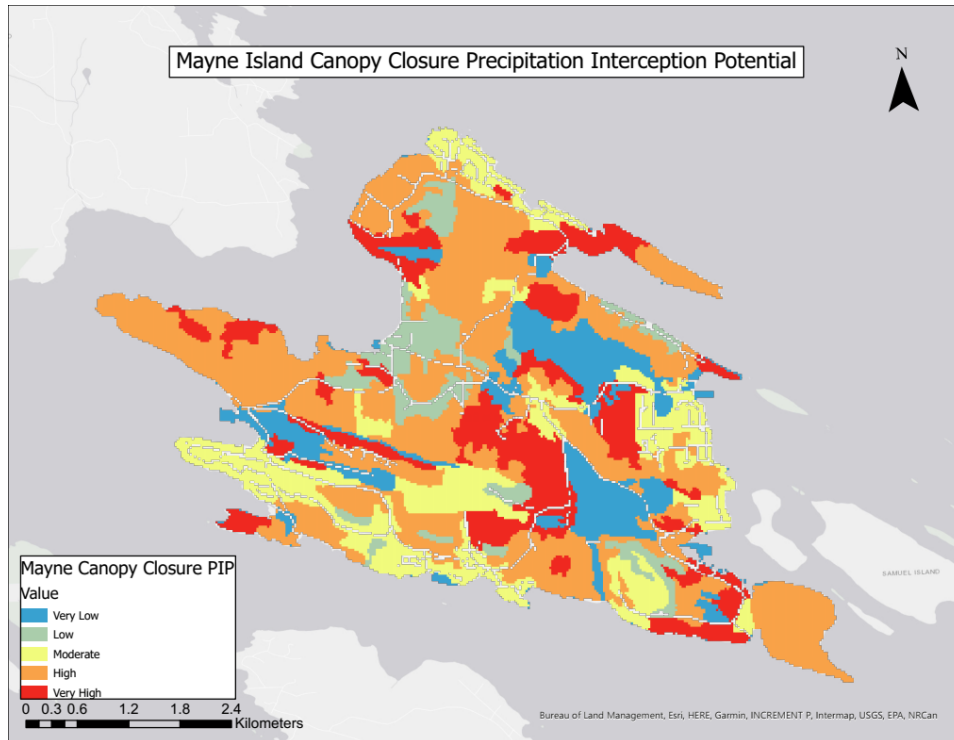 Mayne Island Canopy Closure Precipitation Interception Potential
N
SAMUEL ISLAND
Mayne Canopy Closure PIP
Value
Very Low
Low
Moderate
High
Very High
0 0.3 0.6 1.2 1.8 2.4
Kilometers
Bureau of Land Management, Esri, HERE, Garmin, INCREMENT P, Intermap, USGS, EPA, NRCan